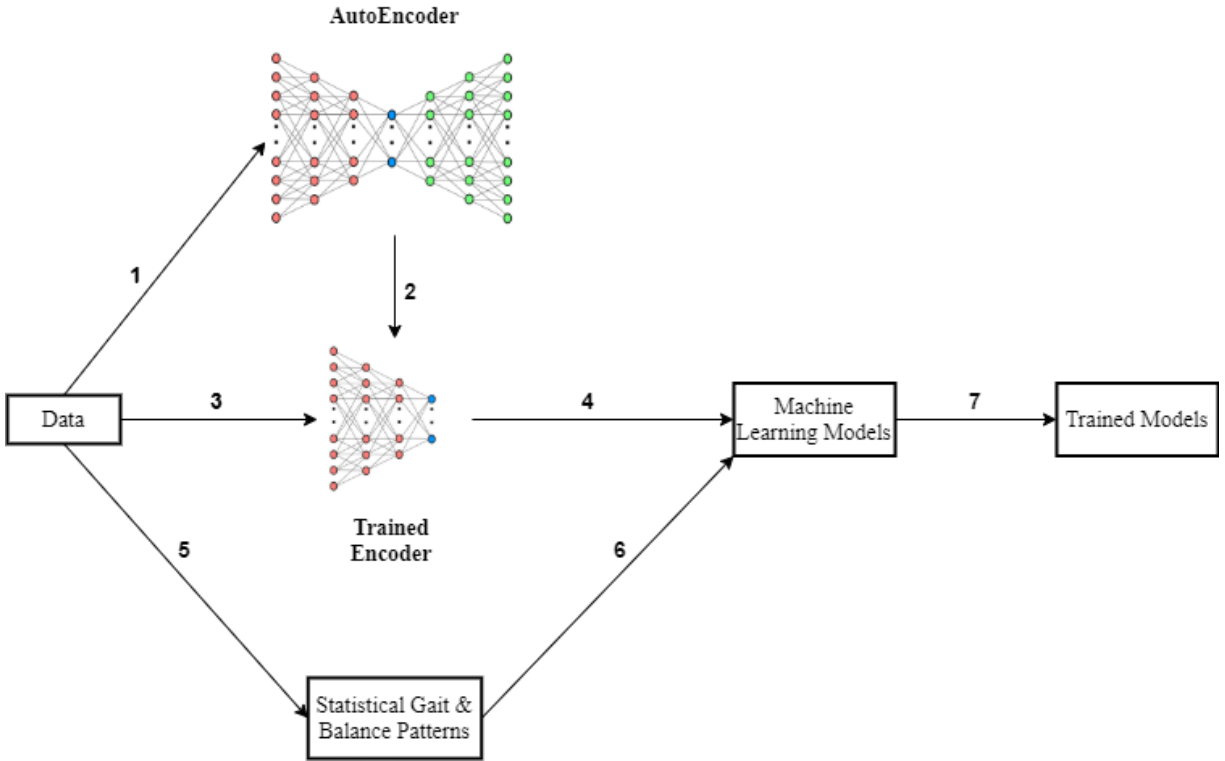 AutoEncoder
1
2
Data
3
4
Machine
Learning Models
7
Trained Models
Trained
Encoder
5
6
Statistical Gait &
Balance Patterns